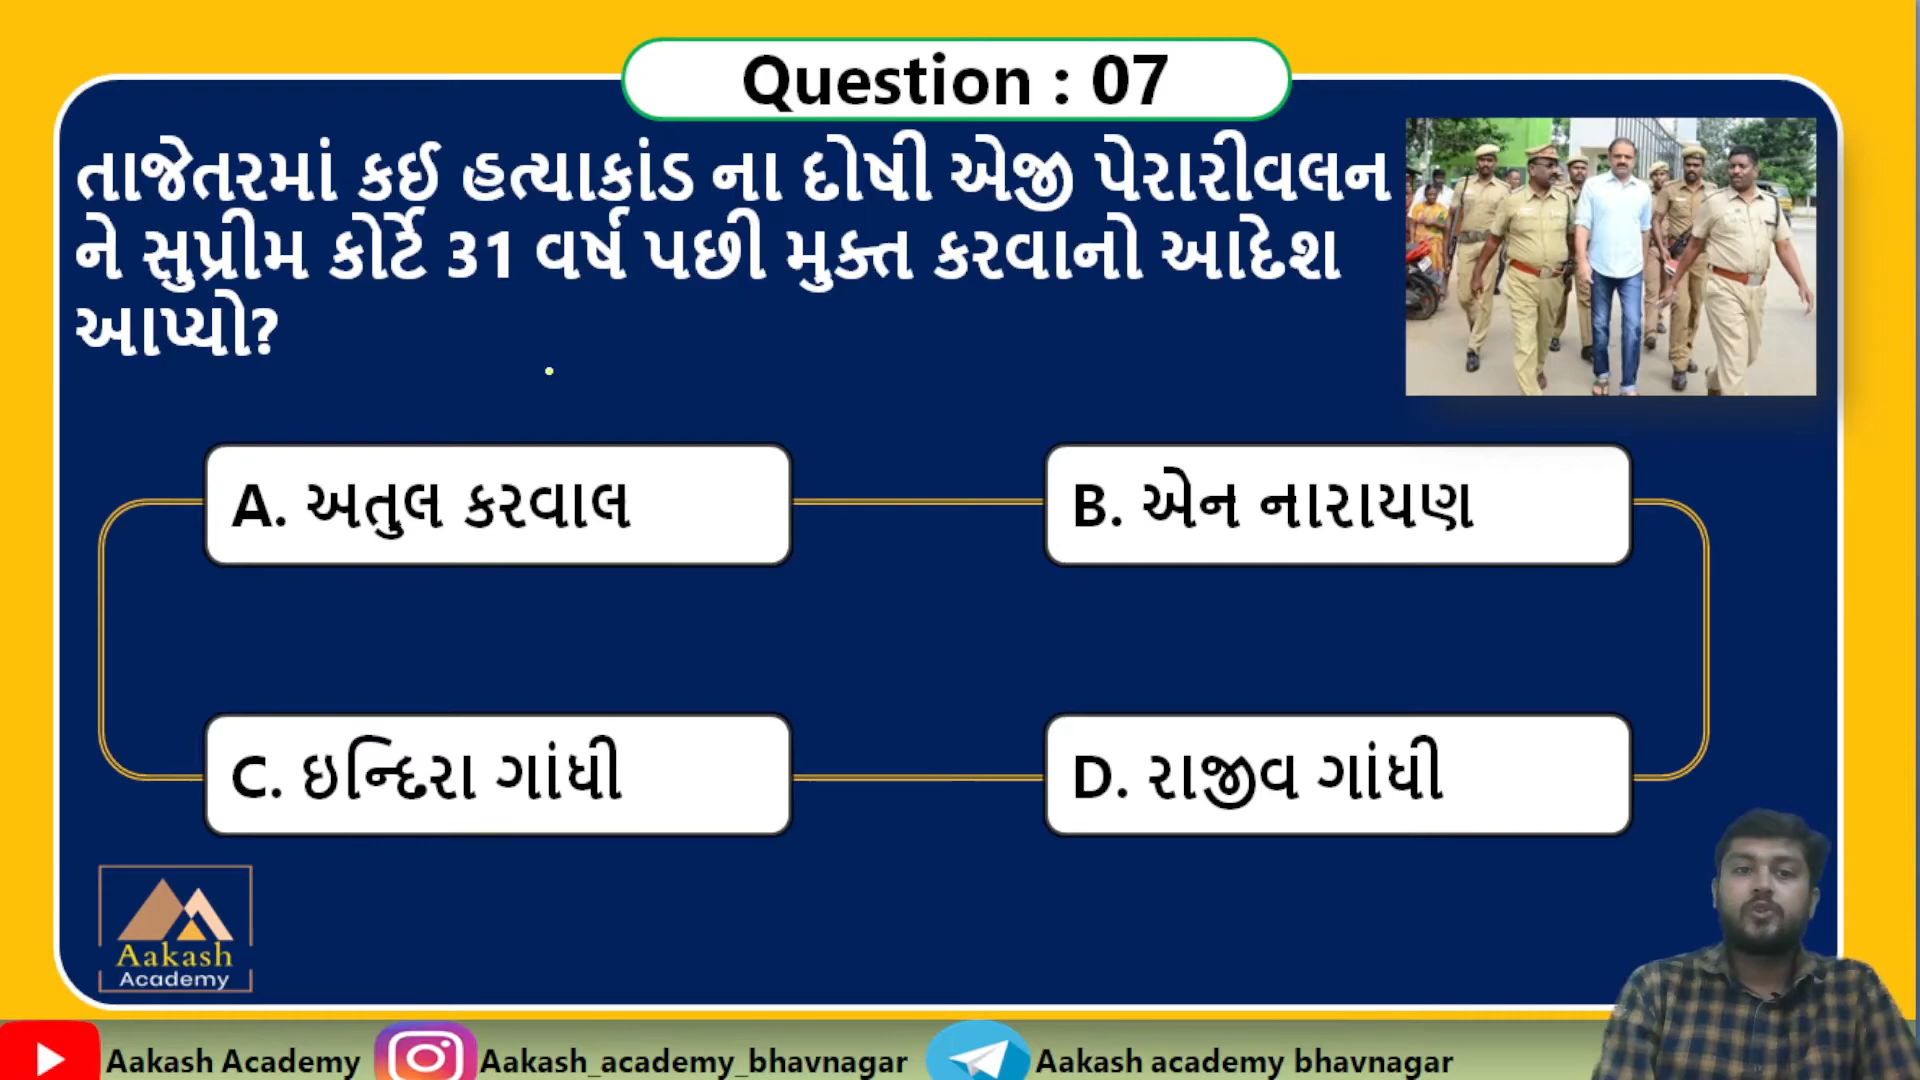 Question : 07
તાજેતરમાં કઈ હત્યાકાંડ ના દોષી એજી પેરારીવલન
ને સુપ્રીમ કોર્ટે 31 વર્ષ પછી મુક્ત કરવાનો આદેશ
આપ્યો?
A. અતુલ કરવાલ
B. એન નારાયણ
C. ઇન્દિરા ગાંધી
D. રાજીવ ગાંધી
Aakash
Academy
Aakash Academy
Aakash_academy_bhavnagar
Aakash academy bhavnagar